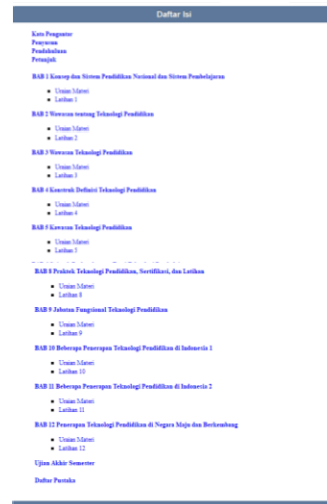 Daftar Isi
Kata Pengantar
Penyusun
Pendahuluan
Petunjuk
BAB 1 Konsep dan Sistem Pendidikan Nasional dan Sistem Pembelajaran
Uraian Materi
Latihan 1
BAB 2 Wawasan tentang Teknologi Pendidikan
Uraian Materi
Latihan 2
BAB 3 Wawasan Teknologi Pendidikan
Uraian Materi
Latihan 3
BAB 4 Konstruk Definisi Teknologi Pendidikan
Uraian Materi
Latihan 4
BAB 5 Kawasan Teknologi Pendidikan
Uraian Materi
Latihan 5
BAB 8 Praktek Teknologi Pendidikan, Sertifikasi, dan Latihan
Uraian Materi
Latihan 8
BAB 9 Jabatan Fungsional Teknologi Pendidikan
Uraian Materi
Latihan 9
BAB 10 Beberapa Penerapan Teknologi Pendidikan di Indonesia 1
Uraian Materi
Latihan 10
BAB 11 Beberapa Penerapan Teknologi Pendidikan di Indonesia 2
Uraian Materi
Latihan 11
BAB 12 Penerapan Teknologi Pendidikan di Negara Maju dan Berkembang
Uraian Materi
Latihan 12
Ujian Akhir Semester
Daftar Pustaka